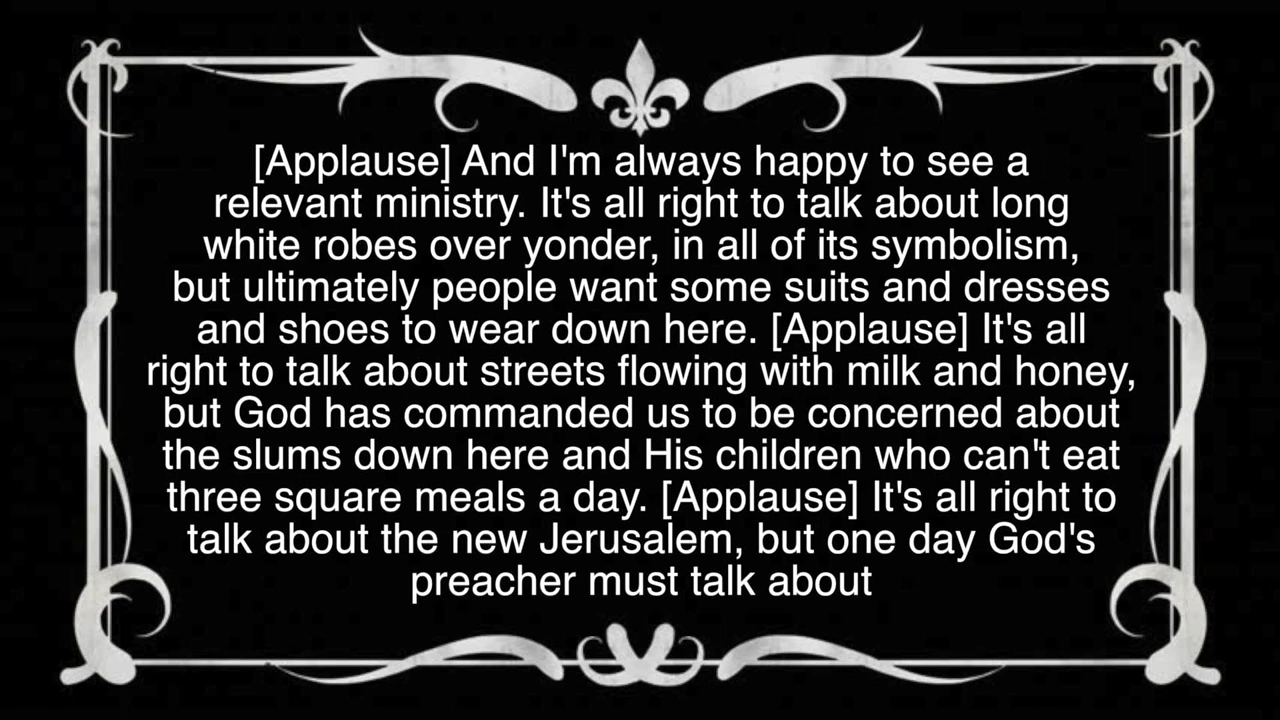 [Applause] And I'm always happy to see a
relevant ministry. It's all right to talk about long
white robes over yonder, in all of its symbolism,
but ultimately people want some suits and dresses
and shoes to wear down here. [Applause] It's all
right to talk about streets flowing with milk and honey,
but God has commanded us to be concerned about
the slums down here and His children who can't eat
three square meals a day. [Applause] It's all right to
talk about the new Jerusalem, but one day God's
preacher must talk about